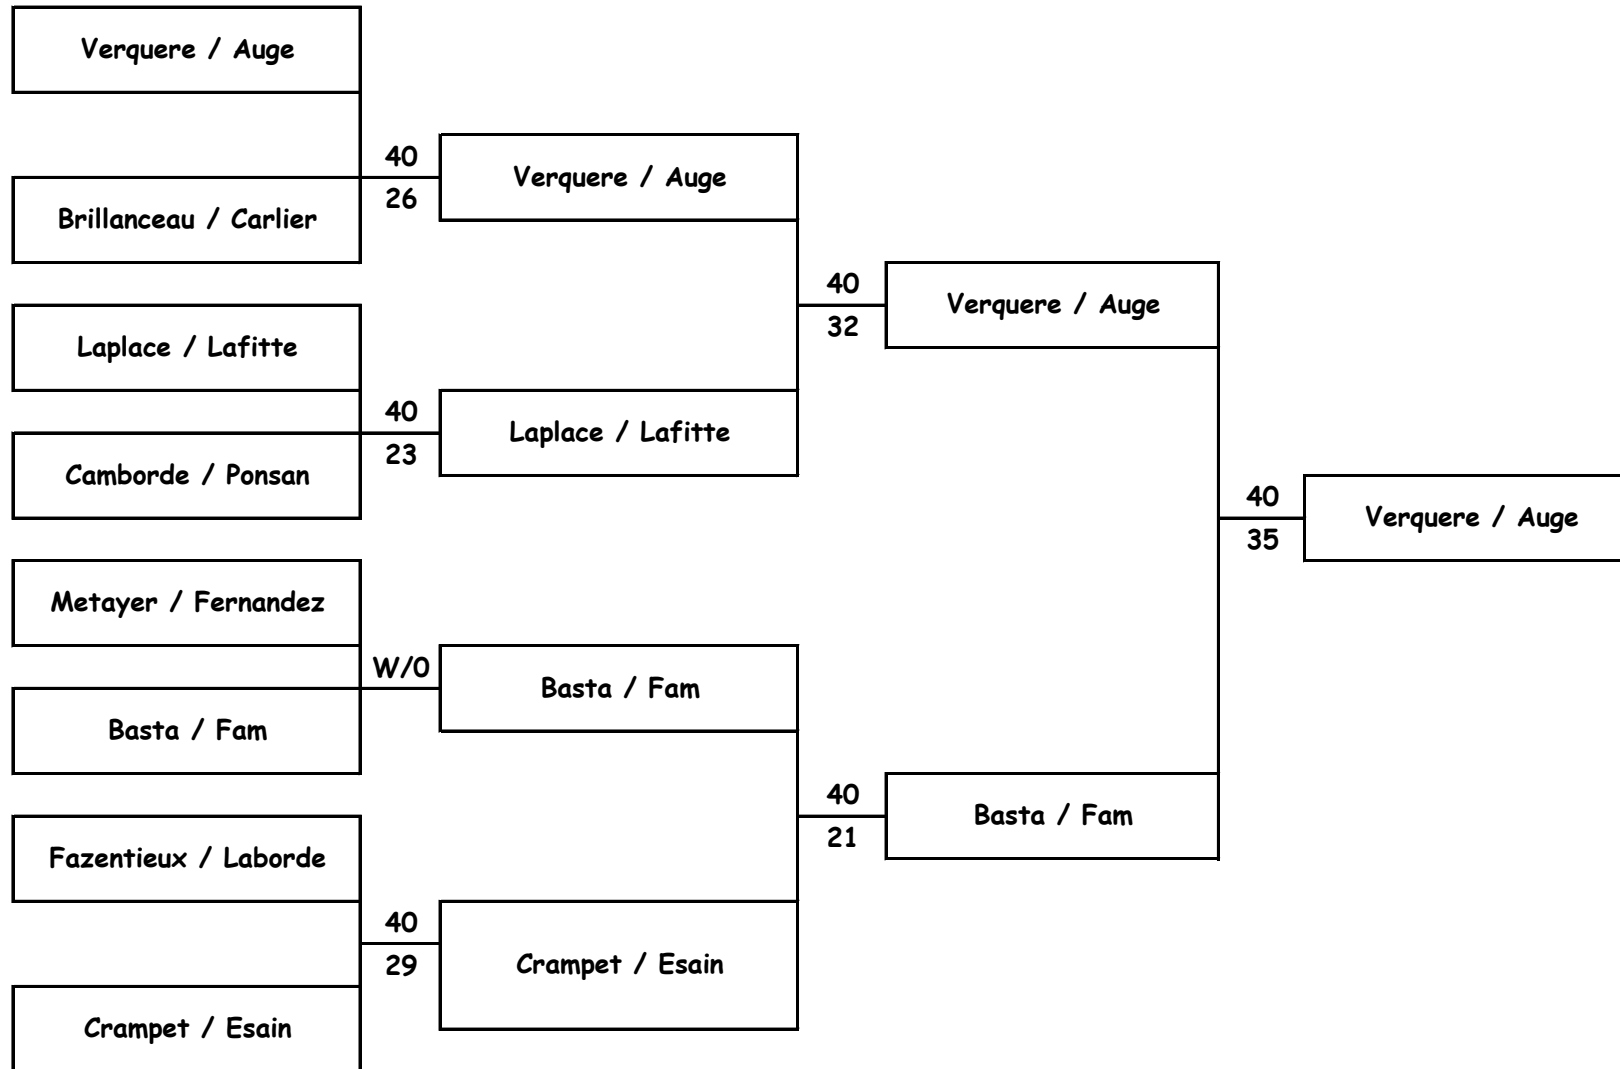 Verquere / Auge
40
26
Verquere / Auge
Brillanceau / Carlier
40
32
Verquere / Auge
Laplace / Lafitte
40
23
Laplace / Lafitte
Camborde / Ponsan
40
35
Verquere / Auge
Metayer / Fernandez
W/0
Basta / Fam
Basta / Fam
40
21
Basta / Fam
Fazentieux / Laborde
40
29
Crampet / Esain
Crampet / Esain